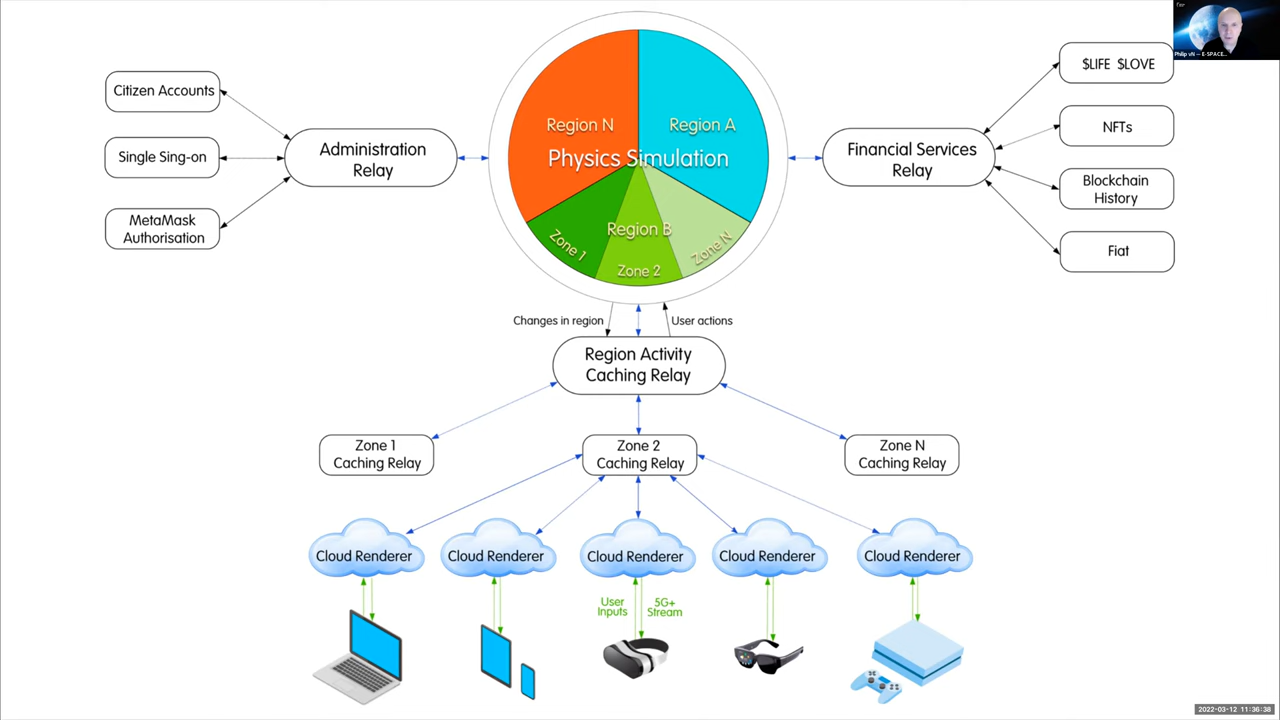 Philip vN – E-SPACE...
Citizen Accounts
Single Sing-on
MetaMask
Authorisation
Administration
Relay
Region N
Region A
Physics Simulation
Region B
Zone 1
Zone 2
Zone N
Financial Services
Relay
$LIFE $LOVE
NFTs
Blockchain
History
Fiat
Changes in region
User actions
Region Activity
Caching Relay
Zone 1
Caching Relay
Zone 2
Caching Relay
Zone N
Caching Relay
Cloud Renderer
Cloud Renderer
Cloud Renderer
Cloud Renderer
Cloud Renderer
User
Inputs
5G+
Stream
2022-03-12 11:36:38